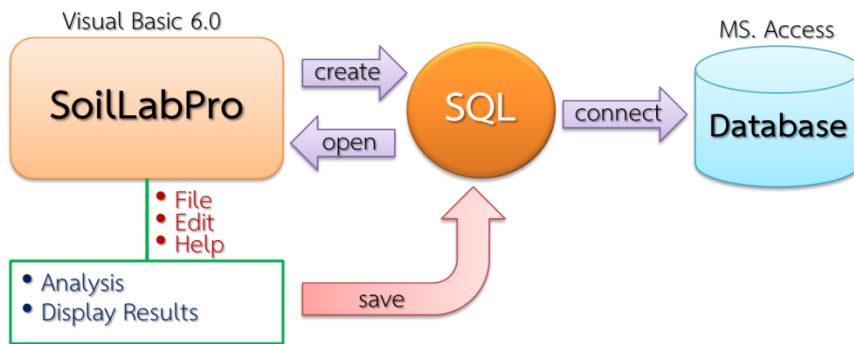 Visual Basic 6.0
MS. Access
SoilLabPro
create
open
SQL
connect
Database
• File
• Edit
• Help
• Analysis
• Display Results
save